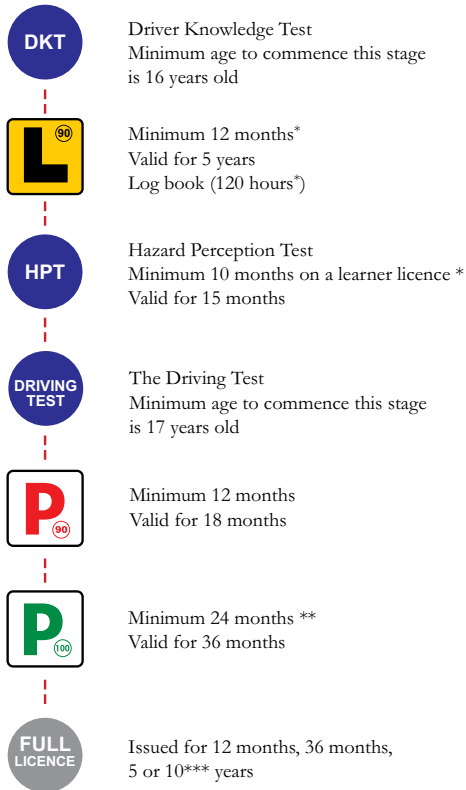 DKT
Driver Knowledge Test
Minimum age to commence this stage
is 16 years old
L
90
Minimum 12 months*
Valid for 5 years
Log book (120 hours*)
HPT
Hazard Perception Test
Minimum 10 months on a learner licence *
Valid for 15 months
DRIVING
TEST
The Driving Test
Minimum age to commence this stage
is 17 years old
P
90
Minimum 12 months
Valid for 18 months
P
100
Minimum 24 months **
Valid for 36 months
FULL
LICENCE
Issued for 12 months, 36 months,
5 or 10*** years